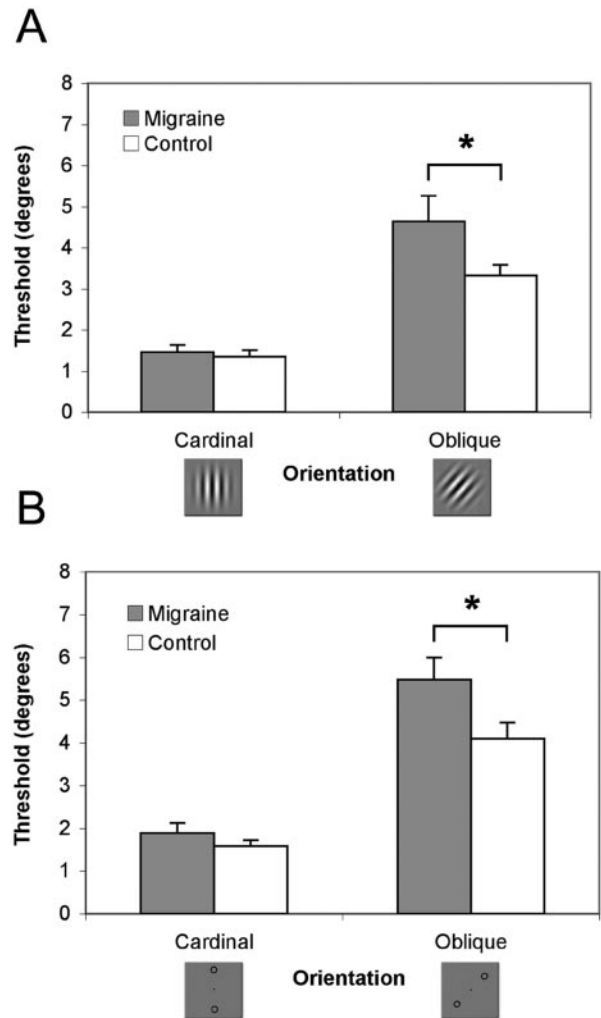 A
8
7
6
5
4
3
2
1
0
Threshold (degrees)
Migraine
Control
*
Cardinal
Oblique
Orientation
B
8
7
6
5
4
3
2
1
0
Threshold (degrees)
Migraine
Control
*
Cardinal
Oblique
Orientation